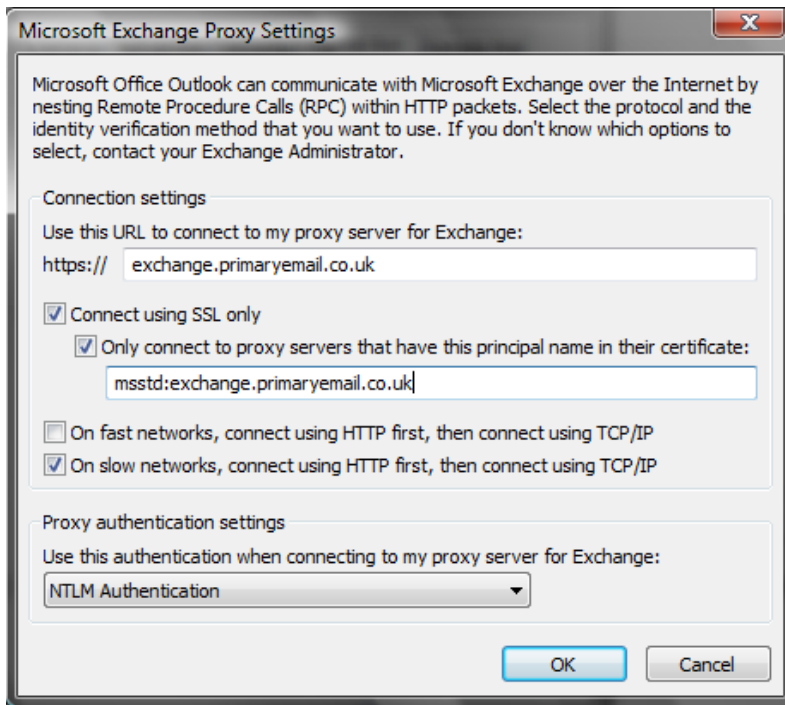 Microsoft Exchange Proxy Settings
Microsoft Office Outlook can communicate with Microsoft Exchange over the Internet by
nesting Remote Procedure Calls (RPC) within HTTP packets. Select the protocol and the
identity verification method that you want to use. If you don't know which options to
select, contact your Exchange Administrator.
Connection settings
Use this URL to connect to my proxy server for Exchange:
https:// exchange.primaryemail.co.uk
Connect using SSL only
Only connect to proxy servers that have this principal name in their certificate:
msstd:exchange.primaryemail.co.uk
On fast networks, connect using HTTP first, then connect using TCP/IP
On slow networks, connect using HTTP first, then connect using TCP/IP
Proxy authentication settings
Use this authentication when connecting to my proxy server for Exchange:
NTLM Authentication
OK Cancel